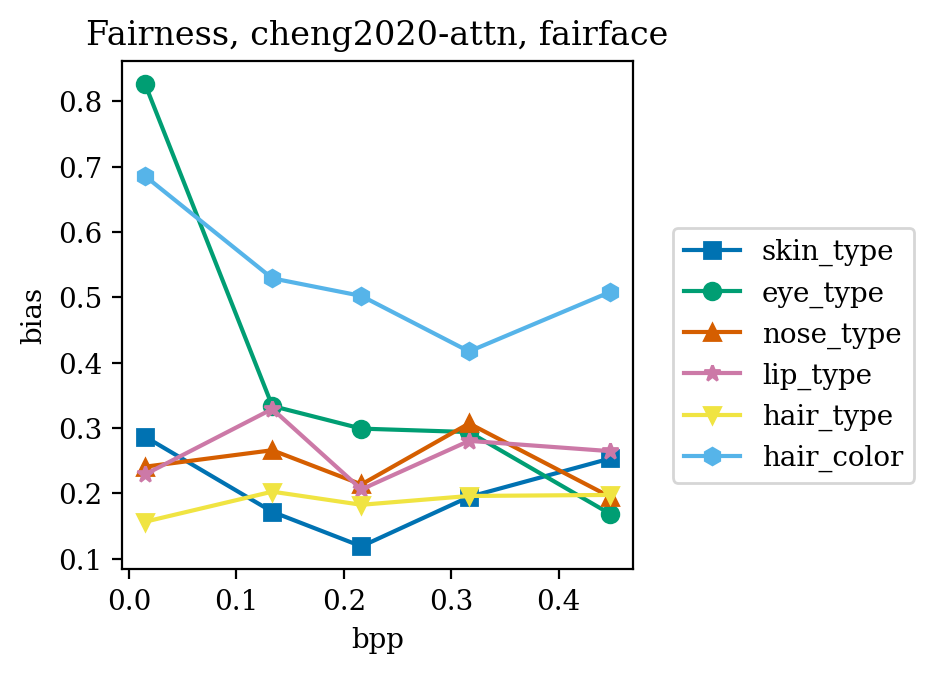 Fairness, cheng2020-attn, fairface
0.8
0.7
0.6
0.5
0.4
0.3
0.2
0.1
bias
0.0 0.1 0.2 0.3 0.4
bpp
skin_type
eye_type
nose_type
lip_type
hair_type
hair_color